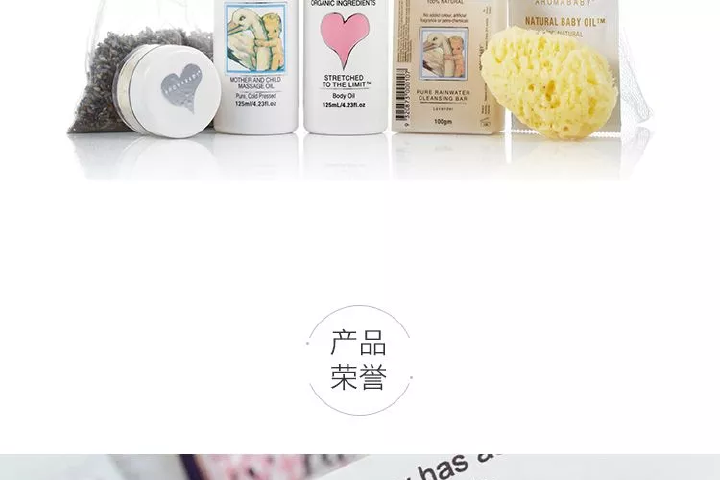 ORGANIC INGREDIENTS
MOTHER AND CHILD
MASSAGE OIL
Pure, Cold Pressed
125ml/4.23fl.oz
STRETCHED
TO THE LIMIT™
Body Oil
125ml/4.23fl.oz
100% NATURAL
No added colour, artificial
fragrance or petro-chemical
PURE RAINWATER
CLEANSING BAR
Lavender
100gm
AROMABABY
NATURAL BABY OIL™
产品
荣誉
has a